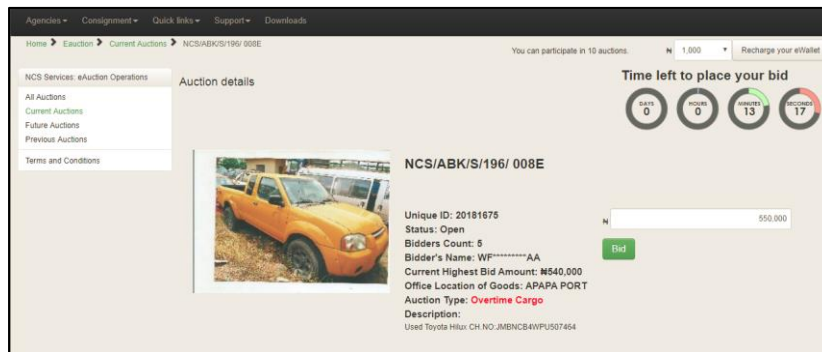 Agencies Consignment Quick links Support Downloads
Home Eauction Current Auctions NCS/ABK/S/196/ 008E
You can participate in 10 auctions.
₦ 1,000 Recharge your eWallet
NCS Services: eAuction Operations
All Auctions
Current Auctions
Future Auctions
Previous Auctions
Terms and Conditions
Auction details
Time left to place your bid
DAYS
0
HOURS
0
MINUTES
13
SECONDS
17
NCS/ABK/S/196/ 008E
Unique ID: 20181675
Status: Open
Bidders Count: 5
Bidder's Name: WF*********AA
Current Highest Bid Amount: ₦540,000
Office Location of Goods: APAPA PORT
Auction Type: Overtime Cargo
Description:
Used Toyota Hilux CH.NO:JMBNCB4WPU507464
₦ 550,000
Bid